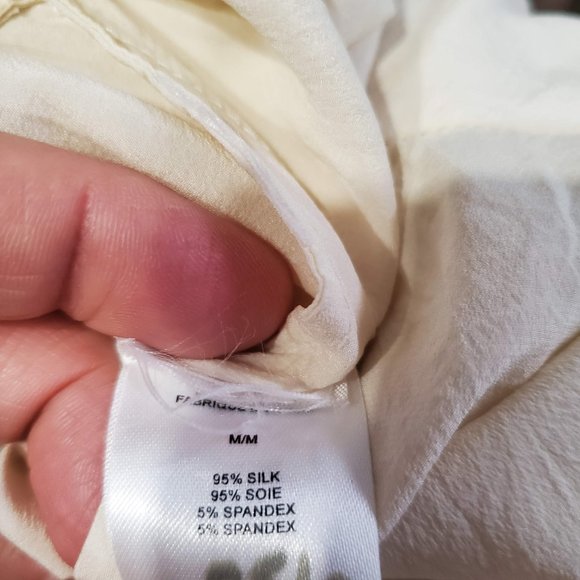 M/M
95% SILK
95% SOIE
5% SPANDEX
5% SPANDEX